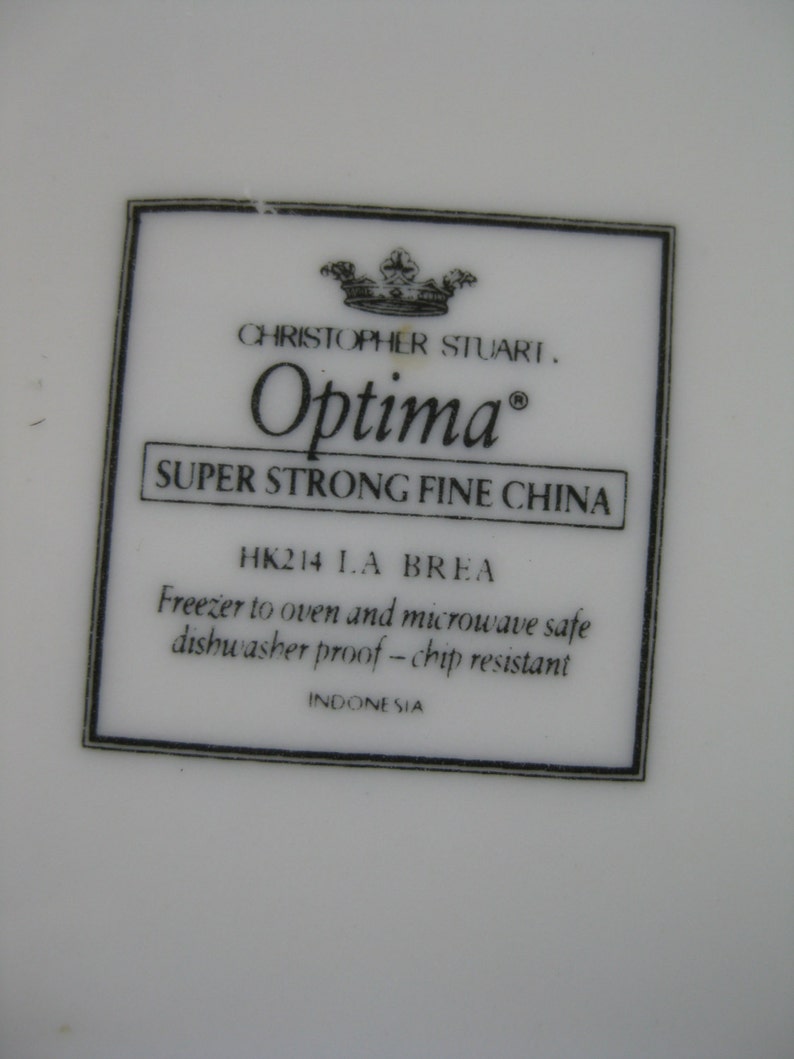 CHRISTOPHER STUART.
Optima®
SUPER STRONG FINE CHINA
HK214 LA BREA
Freezer to oven and microwave safe
dishwasher proof – chip resistant
INDONESIA